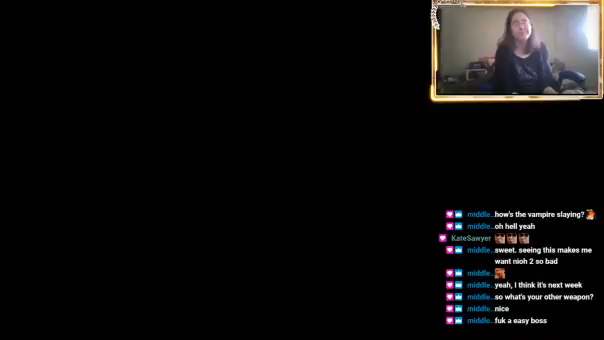 middle... how's the vampire slaying?
middle... oh hell yeah
KateSawyer
middle... sweet. seeing this makes me
want nioh 2 so bad
middle...
middle... yeah, I think it's next week
middle... so what's your other weapon?
middle... nice
middle... fuk a easy boss